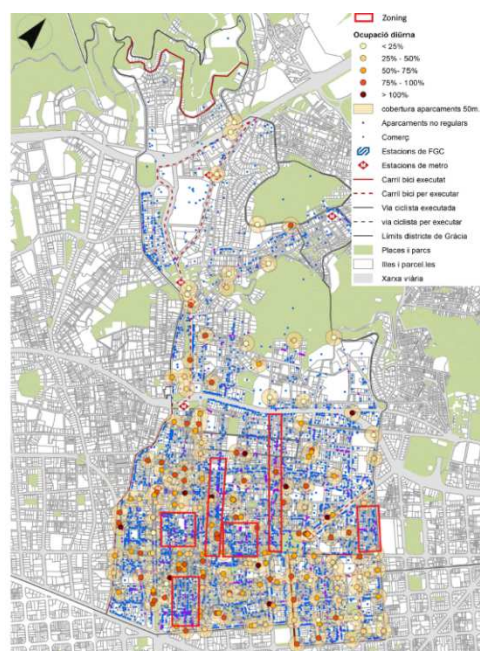 Zoning
Ocupació diürna
< 25%
25% - 50%
50%- 75%
75% - 100%
> 100%
cobertura aparcaments 50m.
Aparcaments no regulars
Comerç
Estacions de FGC
Estacions de metro
Carril bici executat
Carril bici per executar
Via ciclista executada
via ciclista per executar
Límits districte de Gràcia
Places i parcs
Illes i parcel.les
Xarxa viària